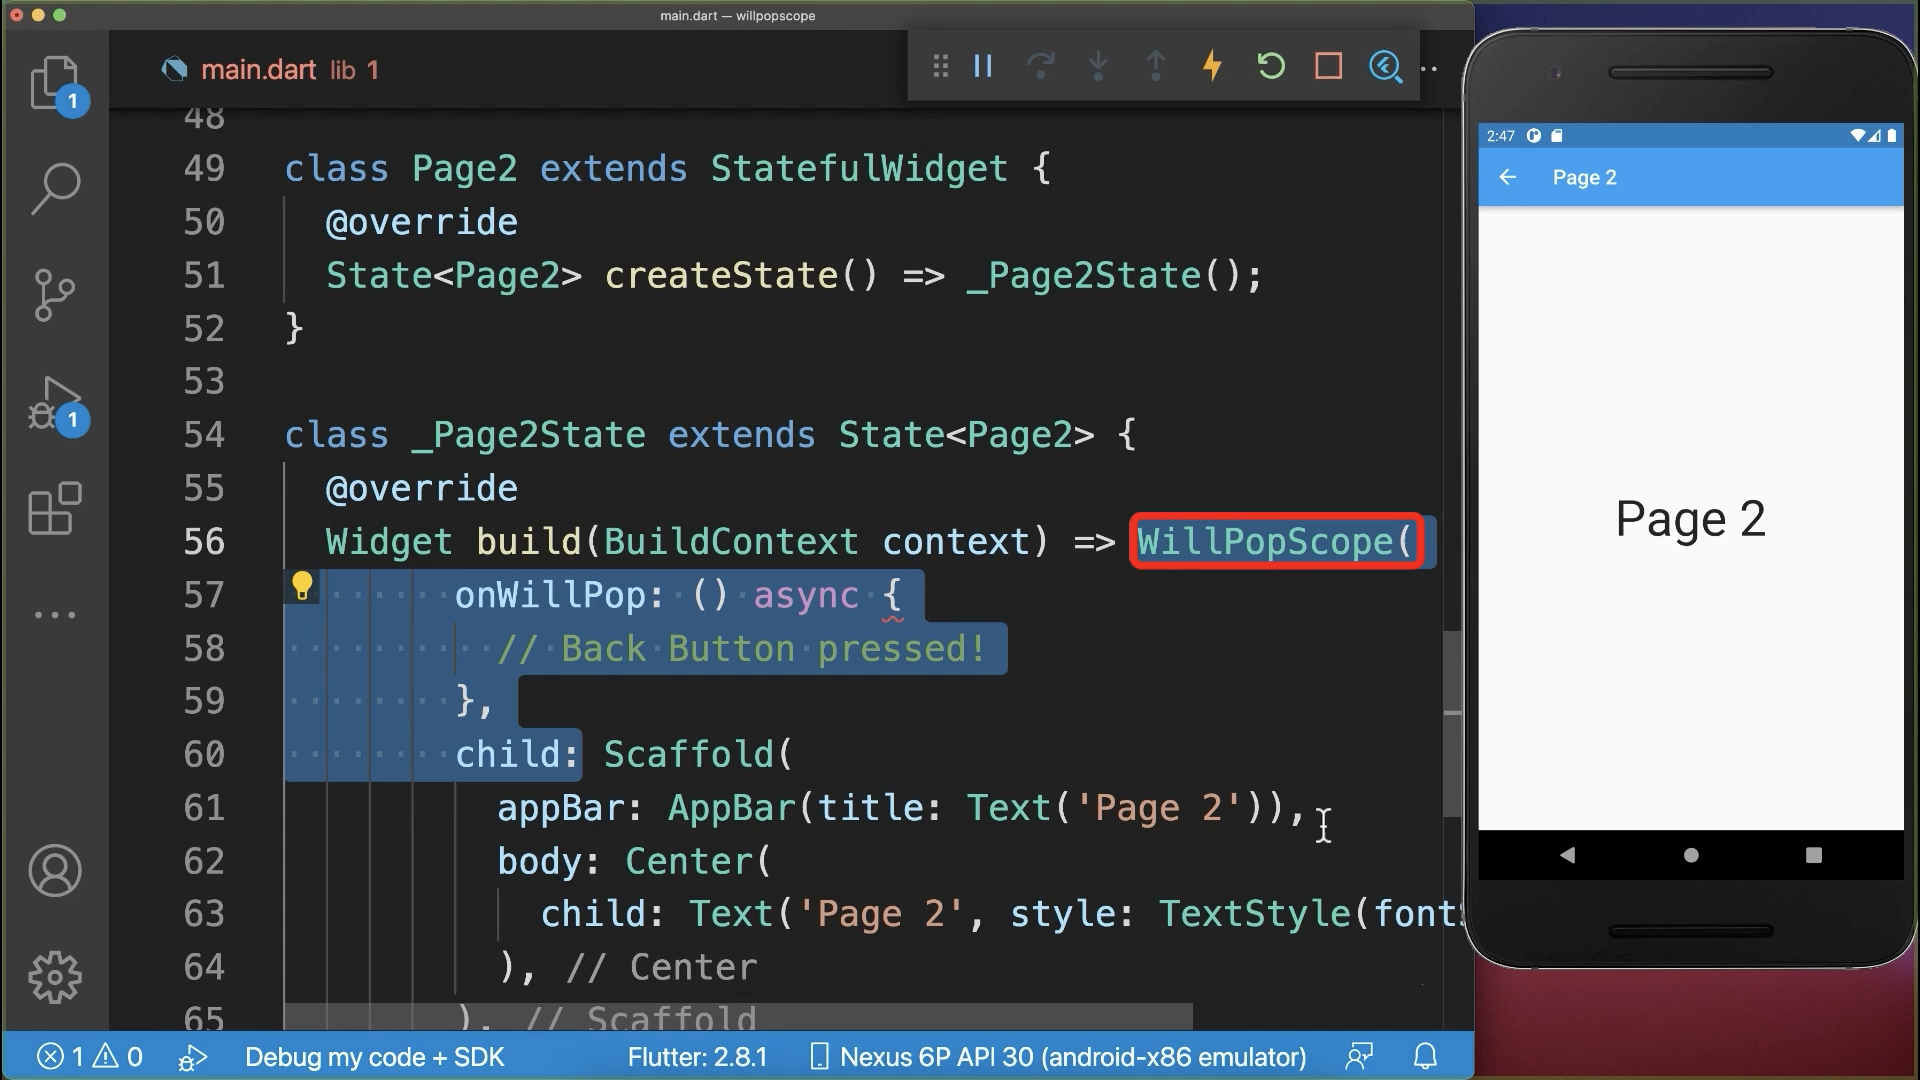 main.dart — willpopscope
main.dart lib 1
1
48
49 class Page2 extends StatefulWidget {
50 @override
51 State<Page2> createState() => _Page2State();
52 }
53
54 class _Page2State extends State<Page2> {
55 @override
56 Widget build(BuildContext context) => WillPopScope(
57 onWillPop: () async {
58 // Back Button pressed!
59 },
60 child: Scaffold(
61 appBar: AppBar(title: Text('Page 2')),
62 body: Center(
63 child: Text('Page 2', style: TextStyle(font
64 ), // Center
65 ), // Scaffold
1
1 0 Debug my code + SDK Flutter: 2.8.1 Nexus 6P API 30 (android-x86 emulator)
2:47
Page 2
Page 2